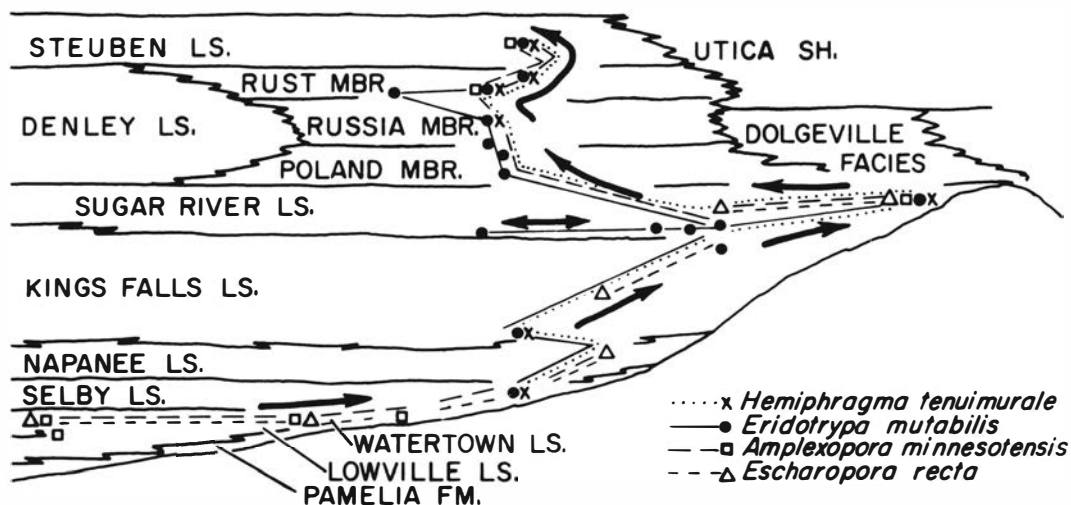 STEUBEN LS.
UTICA SH.
RUST MBR.
DENLEY LS.
RUSSIA MBR.
DOLGEVILLE
FACIES
POLAND MBR.
SUGAR RIVER LS.
KINGS FALLS LS.
NAPANEE LS.
SELBY LS.
WATERTOWN LS.
LOWVILLE LS.
PAMELIA FM.
x Hemiphragma tenuimurale
Eridotrypa mutabilis
Amplexopora minnesotensis
Escharopora recta